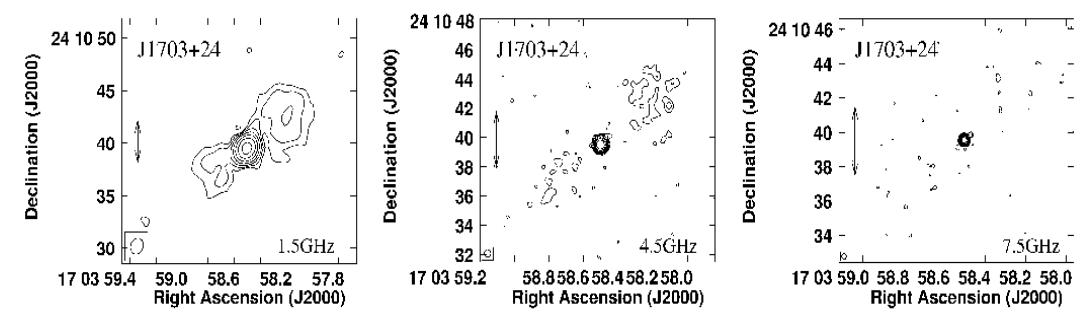 24 10 50
45
40
35
30
J1703+24
1.5GHz
Declination (J2000)
17 03 59.4 59.0 58.6 58.2 57.8
Right Ascension (J2000)
24 10 48
46
44
42
40
38
36
34
32
J1703+24
4.5GHz
Declination (J2000)
17 03 59.2 58.8 58.6 58.4 58.2 58.0
Right Ascension (J2000)
24 10 46
44
42
40
38
36
34
J1703+24
7.5GHz
Declination (J2000)
17 03 59.0 58.8 58.6 58.4 58.2 58.0
Right Ascension (J2000)